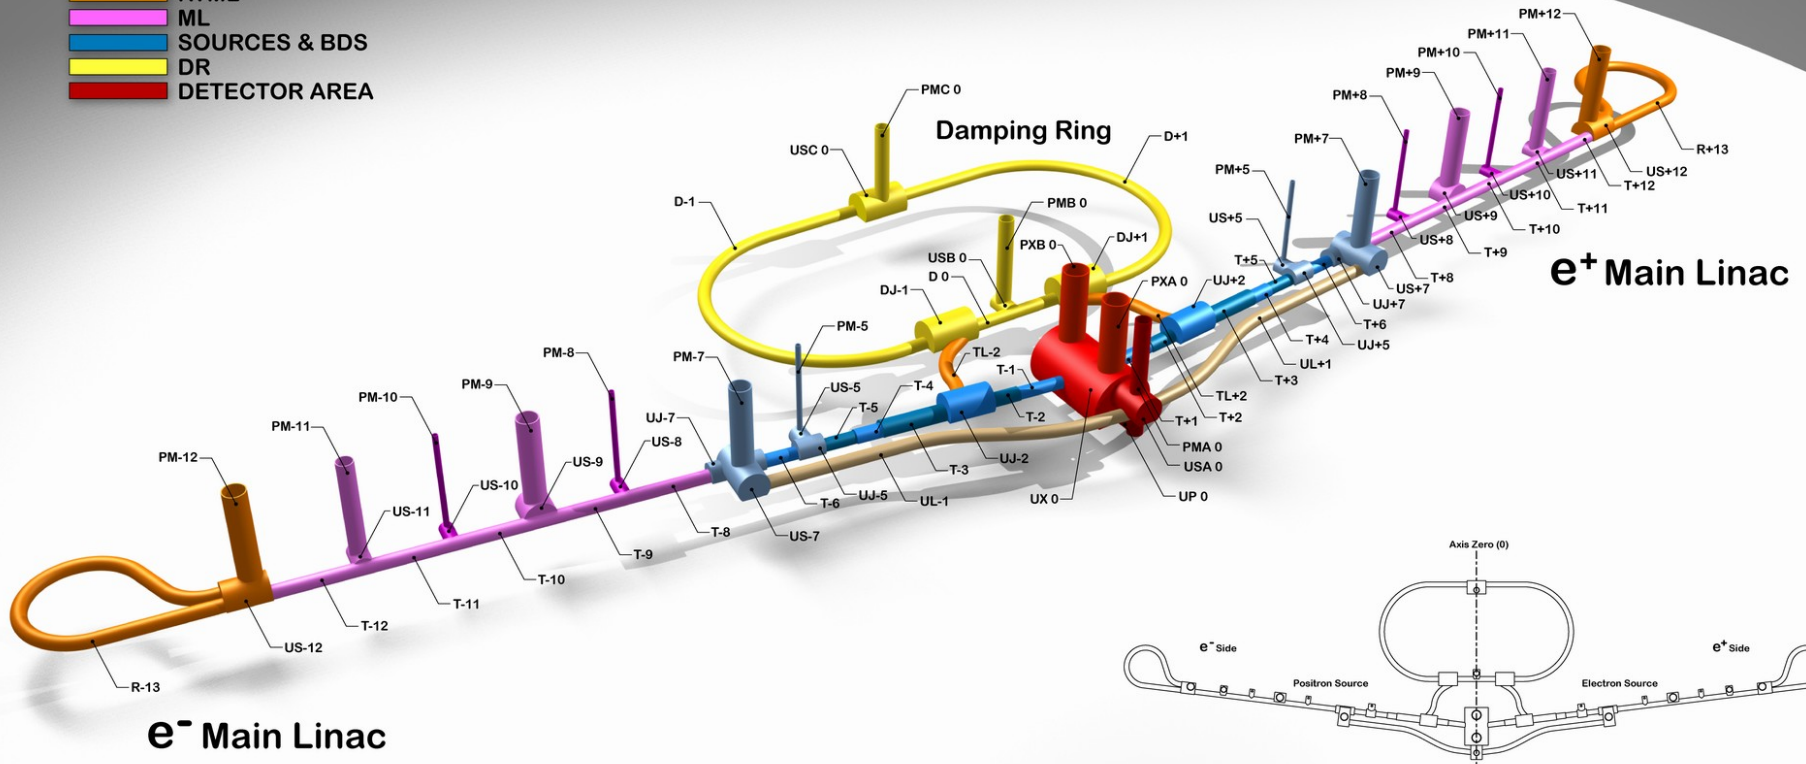 ML
SOURCES & BDS
DR
DETECTOR AREA
PM+12
PM+11
PM+10
PM+9
PM+8
PM+7
PM+5
US+5
PMC 0
Damping Ring
USC 0
D+1
D-1
PMB 0
PXB 0
DJ+1
USB 0
D 0
DJ-1
PXA 0
UJ+2
T+5
R+13
US+12
T+12
US+11
US+10
T+11
US+9
T+10
US+8
T+9
T+8
US+7
UJ+7
T+6
T+4
UJ+5
UL+1
T+3
TL+2
T+2
T+1
e+ Main Linac
PM-5
TL-2
T-1
T-2
PM-8
PM-7
US-5
T-4
T-5
PM-9
PM-10
UJ-7
US-8
PM-11
US-9
PM-12
US-10
US-11
PMA 0
USA 0
UP 0
UX 0
UJ-2
T-3
UJ-5
UL-1
T-6
US-7
T-8
T-9
T-10
T-11
T-12
US-12
R-13
e- Main Linac
Axis Zero (0)
e- Side
e+ Side
Positron Source
Electron Source